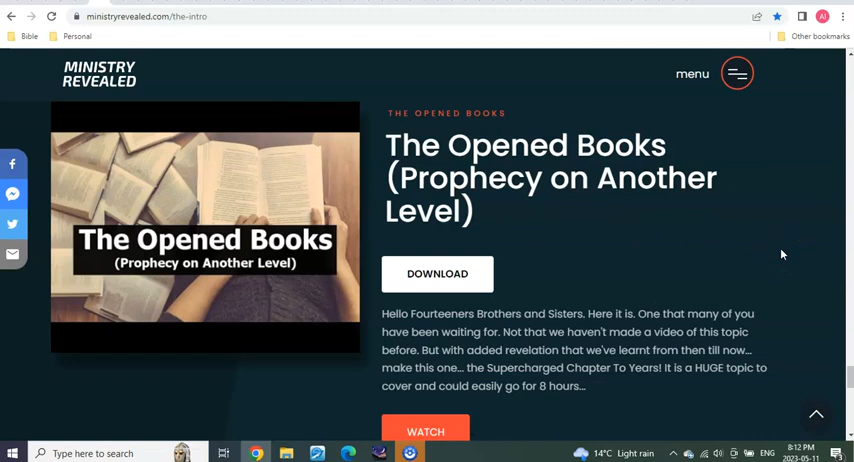 ministryrevealed.com/the-intro
AI
Bible
Personal
Other bookmarks
MINISTRY
REVEALED
menu
THE OPENED BOOKS
The Opened Books
(Prophecy on Another
Level)
The Opened Books
(Prophecy on Another Level)
DOWNLOAD
Hello Fourteeners Brothers and Sisters. Here it is. One that many of you
have been waiting for. Not that we haven't made a video of this topic
before. But with added revelation that we've learnt from then till now...
make this one... the Supercharged Chapter To Years! It is a HUGE topic to
cover and could easily go for 8 hours...
WATCH
Type here to search
14°C Light rain
ENG
8:12 PM
2023-05-11
3